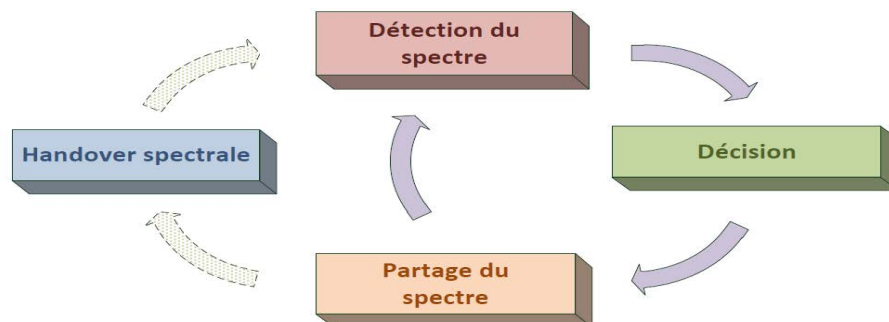 Détection du
spectre
Handover spectrale
Décision
Partage du
spectre